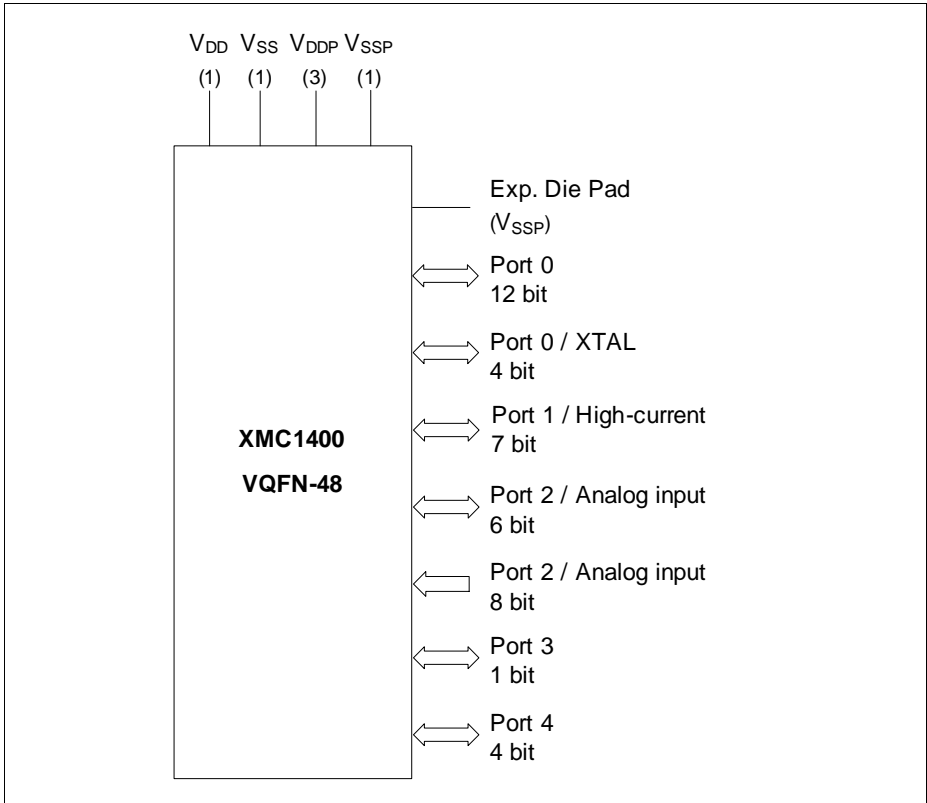 VDD VSS VDDP VSSP
(1) (1) (3) (1)
Exp. Die Pad
(VSSP)
Port 0
12 bit
Port 0 / XTAL
4 bit
Port 1 / High-current
7 bit
XMC1400
VQFN-48
Port 2 / Analog input
6 bit
Port 2 / Analog input
8 bit
Port 3
1 bit
Port 4
4 bit